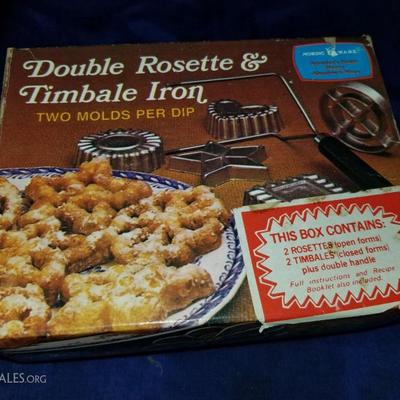 Double Rosette &
Timbale Iron
TWO MOLDS PER DIP
NORDIC WARE
THIS BOX CONTAINS:
2 ROSETTES (open forms)
2 TIMBALES (closed forms)
plus double handle
Full instructions and Recipe
Booklet also included.
ALES.ORG